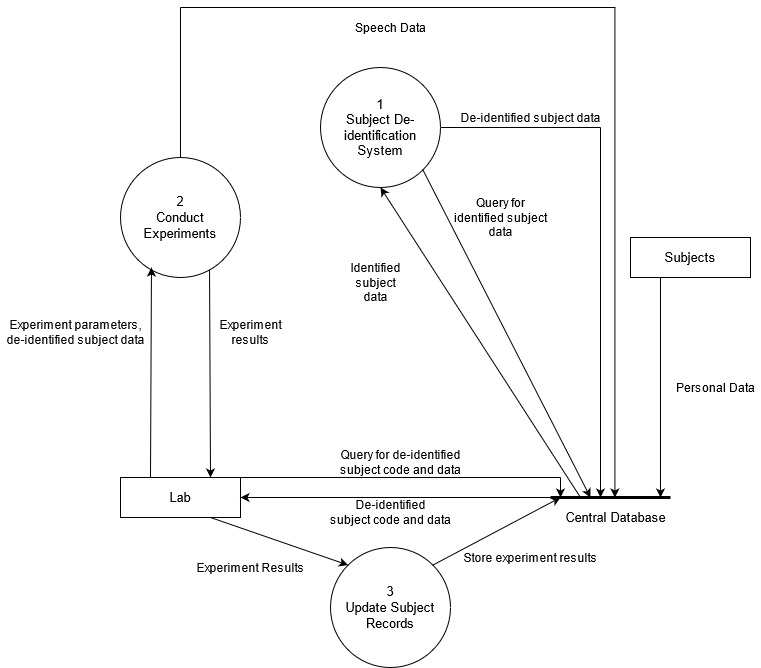 Speech Data
1
Subject De-
identification
System
De-identified subject data
2
Conduct
Experiments
Query for
identified subject
data
Subjects
Identified
subject
data
Experiment parameters,
de-identified subject data
Experiment
results
Personal Data
Query for de-identified
subject code and data
Lab
De-identified
subject code and data
Central Database
Experiment Results
Store experiment results
3
Update Subject
Records